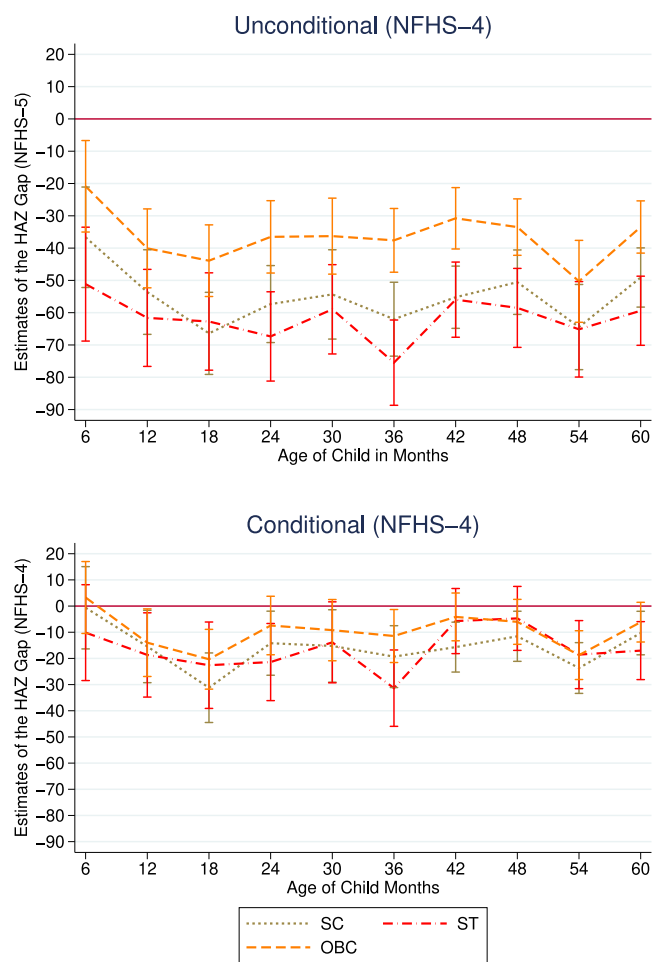 Unconditional (NFHS−4)
Estimates of the HAZ Gap (NFHS−5)
20
10
0
−10
−20
−30
−40
−50
−60
−70
−80
−90
6 12 18 24 30 36 42 48 54 60
Age of Child in Months
Conditional (NFHS−4)
Estimates of the HAZ Gap (NFHS−4)
20
10
0
−10
−20
−30
−40
−50
−60
−70
−80
−90
6 12 18 24 30 36 42 48 54 60
Age of Child Months
SC ST
OBC